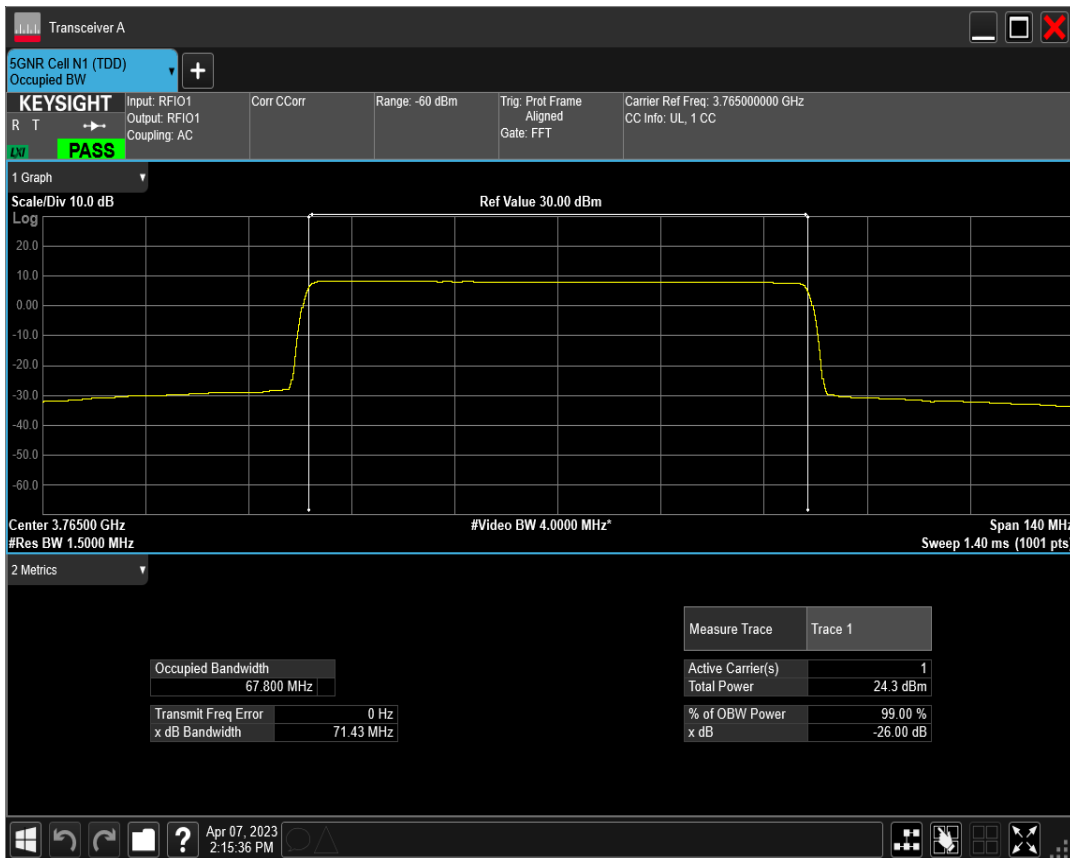 Transceiver A
5GNR Cell N1 (TDD)
Occupied BW
+
KEYSIGHT
R T
LXI
PASS
Input: RFIO1
Output: RFIO1
Coupling: AC
Corr CCorr
Range: -60 dBm
Trig: Prot Frame
Aligned
Gate: FFT
Carrier Ref Freq: 3.765000000 GHz
CC Info: UL, 1 CC
1 Graph
Scale/Div 10.0 dB
Ref Value 30.00 dBm
Log
20.0
10.0
0.00
-10.0
-20.0
-30.0
-40.0
-50.0
-60.0
Center 3.76500 GHz
#Video BW 4.0000 MHz*
Span 140 MHz
#Res BW 1.5000 MHz
Sweep 1.40 ms (1001 pts)
2 Metrics
Measure Trace Trace 1
Occupied Bandwidth
67.800 MHz
Active Carrier(s) 1
Total Power 24.3 dBm
Transmit Freq Error 0 Hz
x dB Bandwidth 71.43 MHz
% of OBW Power 99.00 %
x dB -26.00 dB
?
Apr 07, 2023
2:15:36 PM